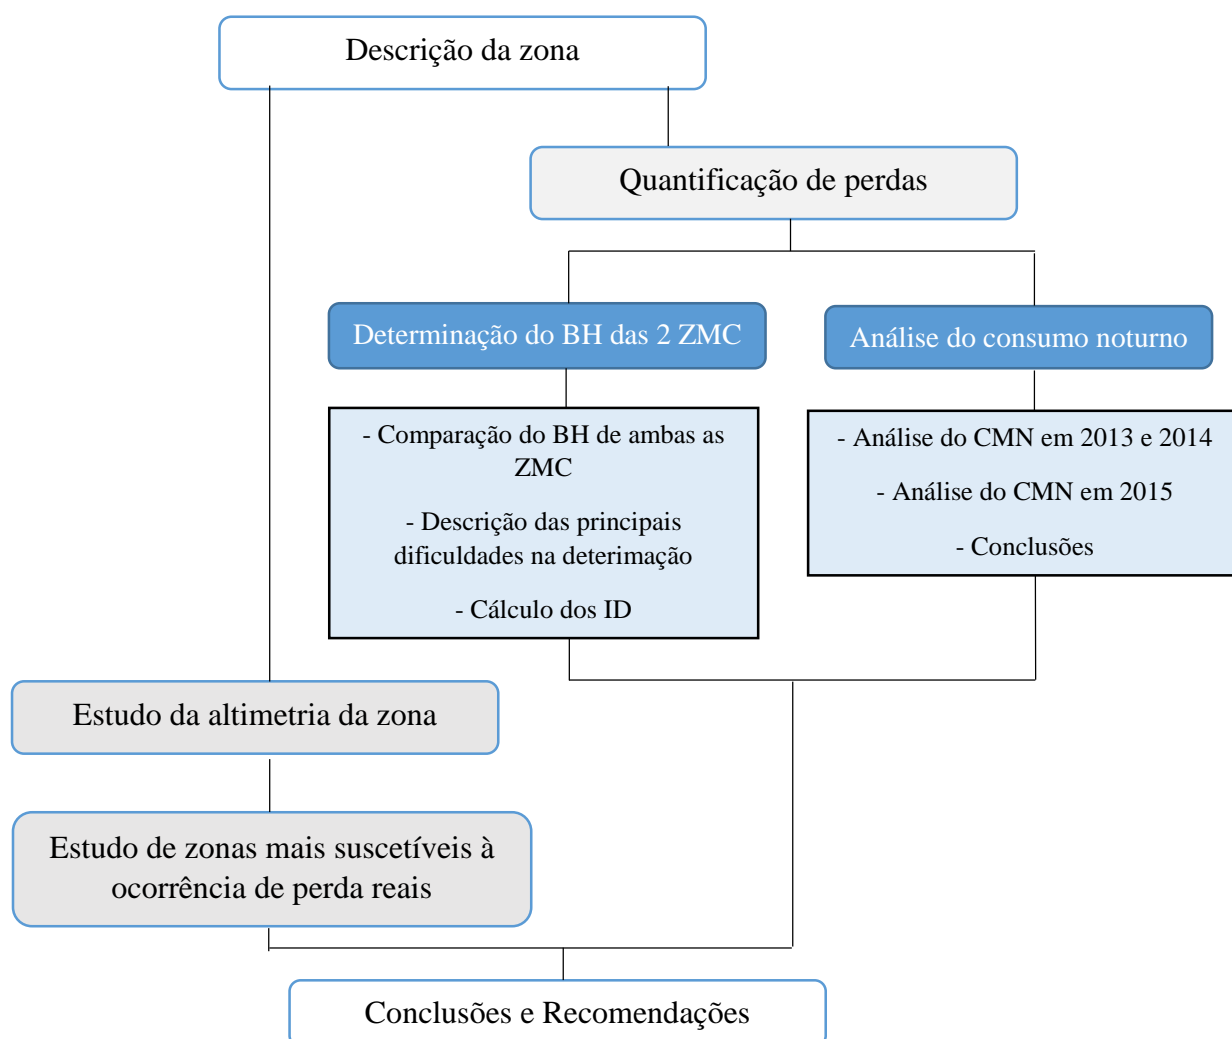 Descrição da zona
Quantificação de perdas
Determinação do BH das 2 ZMC
Análise do consumo noturno
- Comparação do BH de ambas as
ZMC
- Descrição das principais
dificuldades na deterimação
- Cálculo dos ID
- Análise do CMN em 2013 e 2014
- Análise do CMN em 2015
- Conclusões
Estudo da altimetria da zona
Estudo de zonas mais suscetíveis à
ocorrência de perda reais
Conclusões e Recomendações